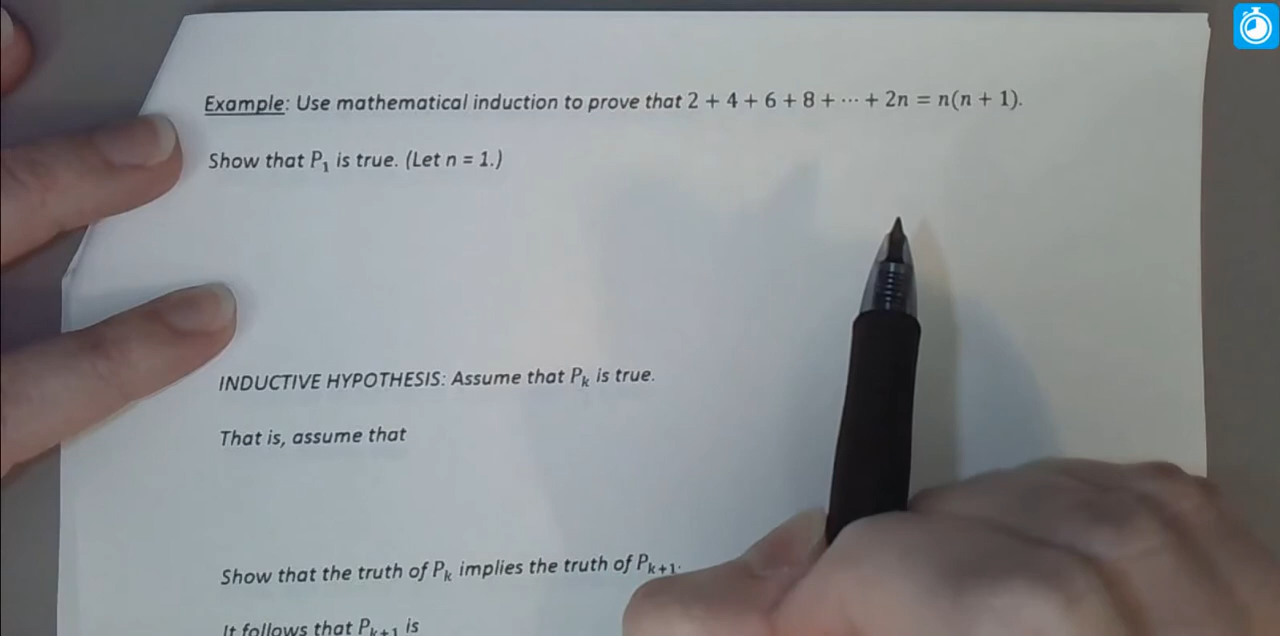 Example: Use mathematical induction to prove that 2 + 4 + 6 + 8 + ⋯ + 2n = n(n + 1).
Show that P₁ is true. (Let n = 1.)
INDUCTIVE HYPOTHESIS: Assume that Pₖ is true.
That is, assume that
Show that the truth of Pₖ implies the truth of Pₖ₊₁.
It follows that Pₖ₊₁ is